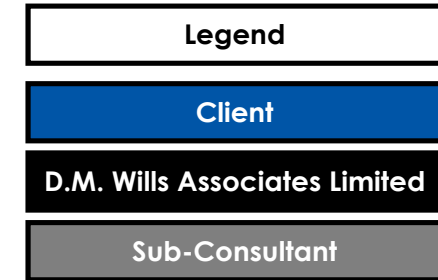 Legend
Client
D.M. Wills Associates Limited
Sub-Consultant